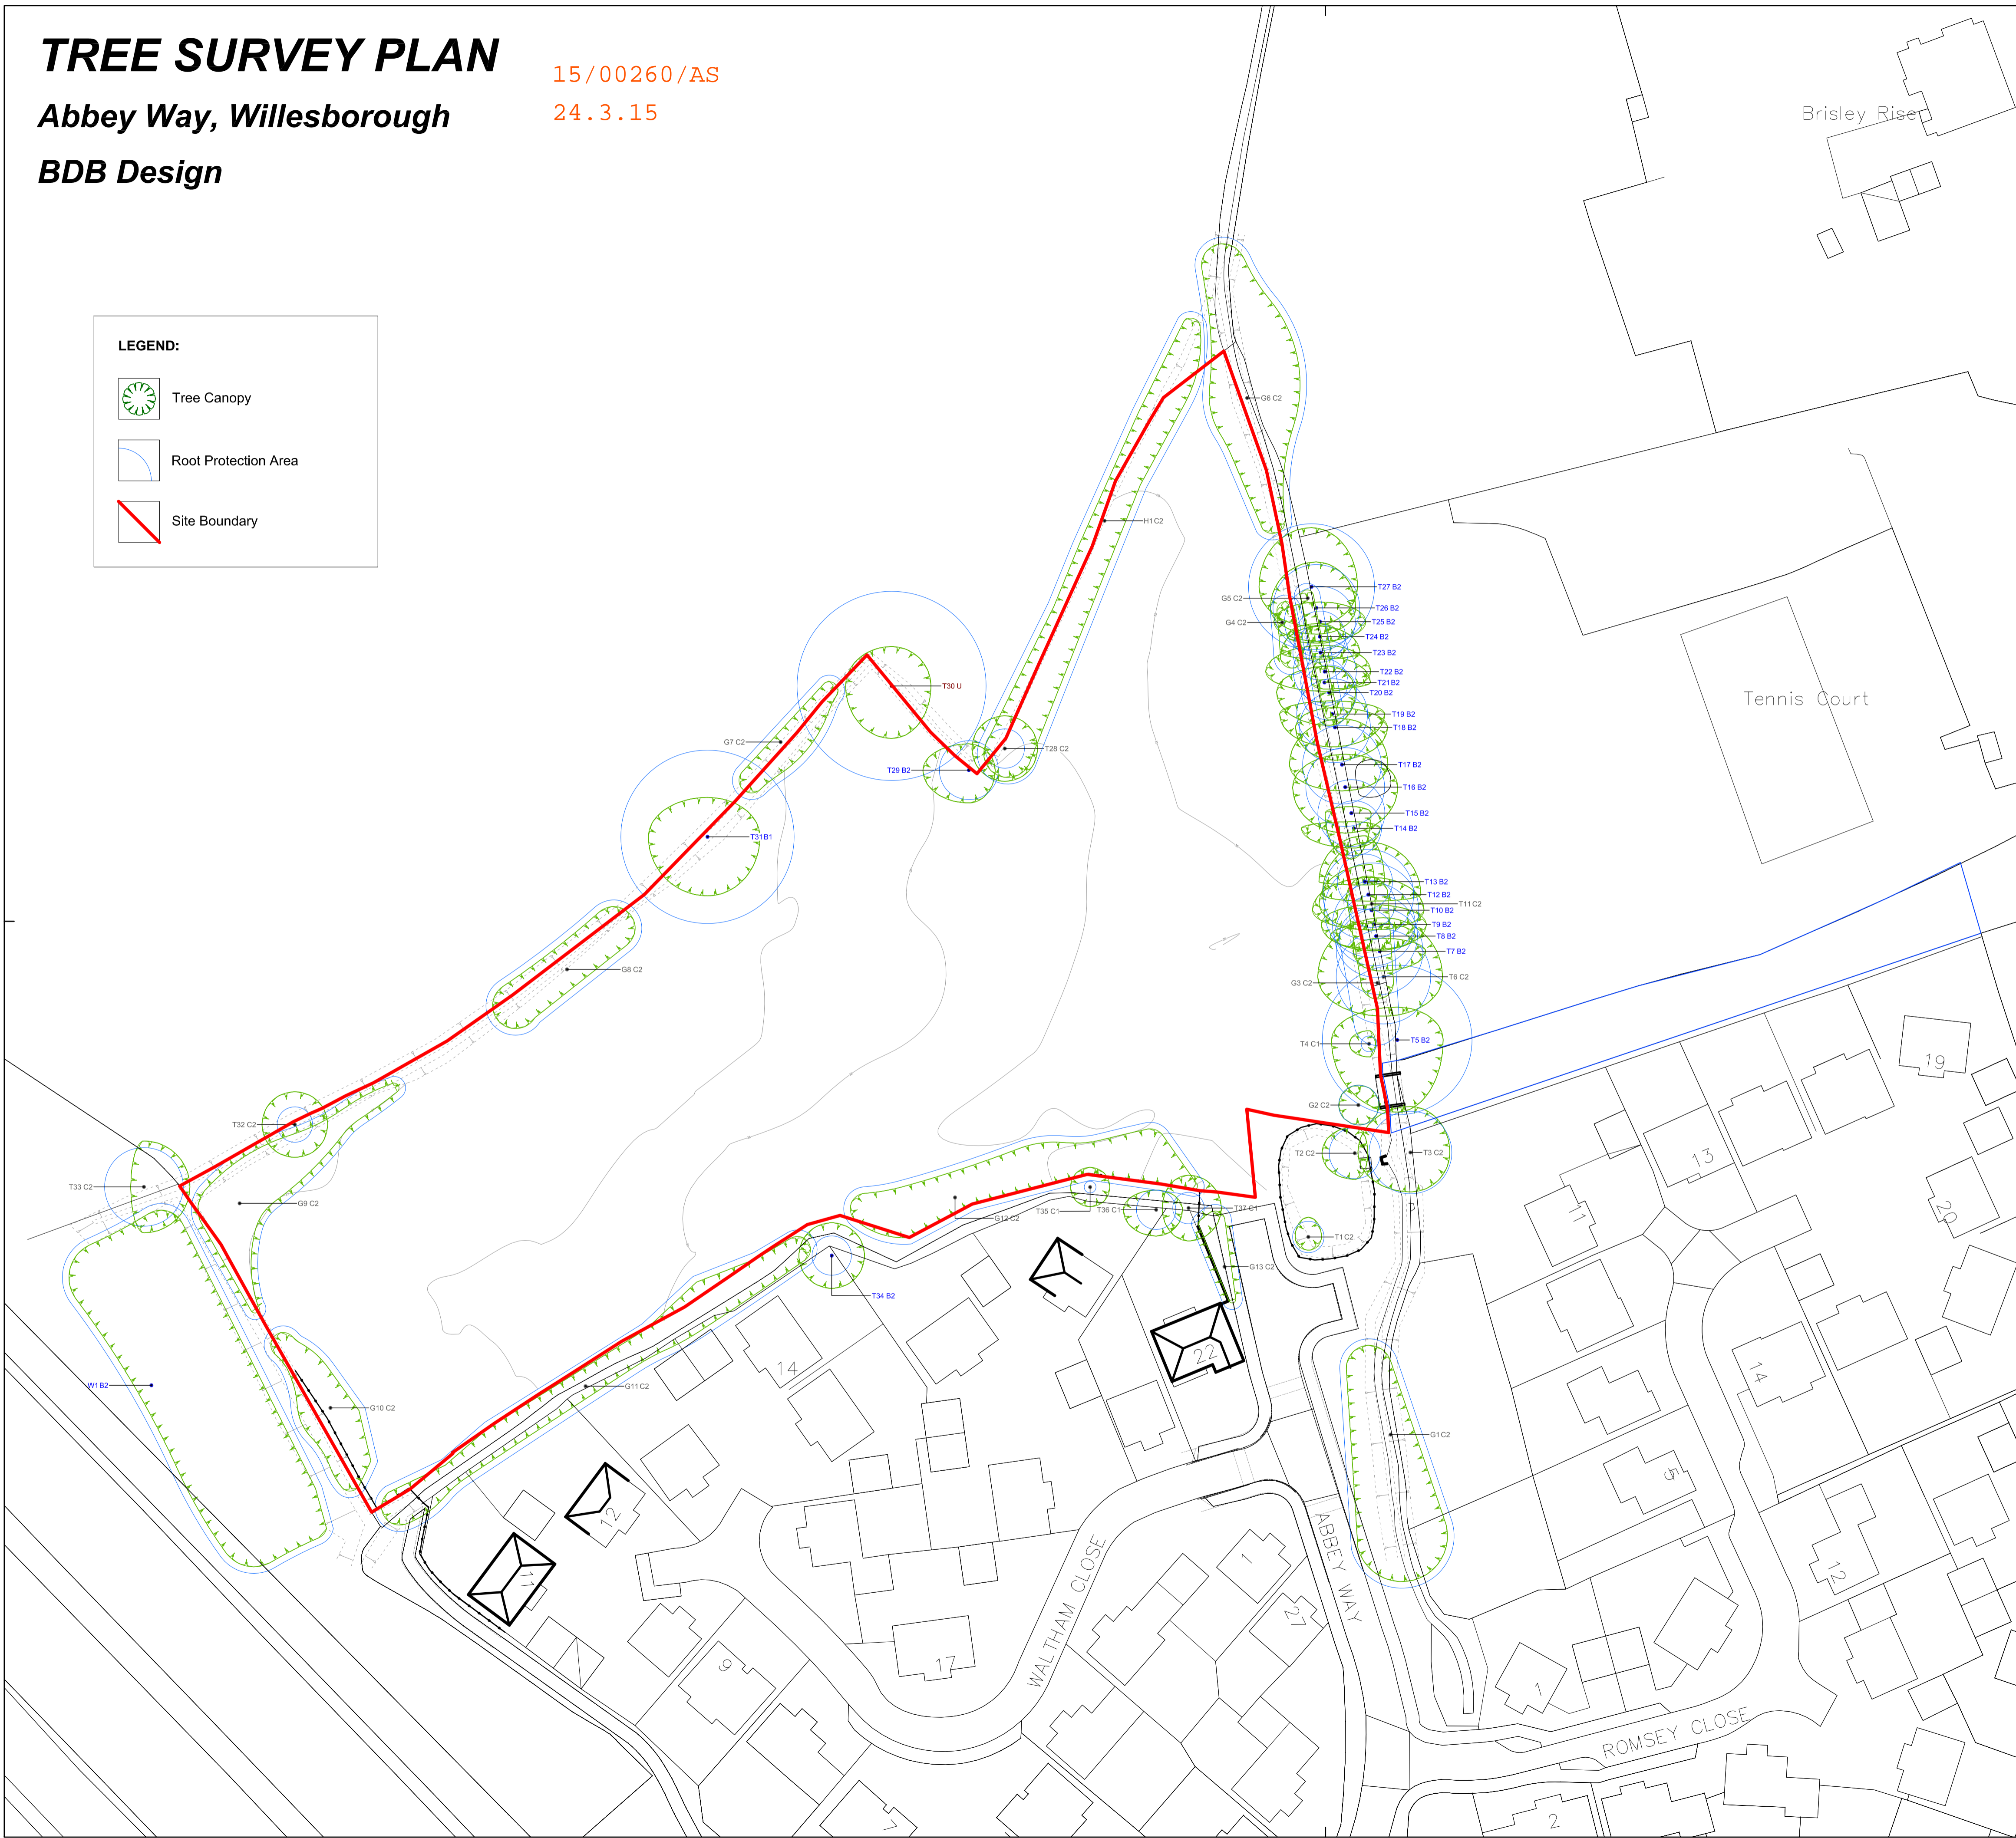 TREE SURVEY PLAN
15/00260/AS
Abbey Way, Willesborough
24.3.15
BDB Design
Brisley Rise
LEGEND:
Tree Canopy
Root Protection Area
Site Boundary
G6 C2
H1 C2
T27 B2
G5 C2
T26 B2
G4 C2
T25 B2
T24 B2
T23 B2
T22 B2
T21 B2
T20 B2
T30 U
T19 B2
T18 B2
Tennis Court
G7 C2
T28 C2
T29 B2
T17 B2
T16 B2
T15 B2
T14 B2
T31 B1
T13 B2
T12 B2
T11 C2
T10 B2
T9 B2
T8 B2
T7 B2
G8 C2
T6 C2
G3 C2
T5 B2
T4 C1
19
G2 C2
T32 C2
T2 C2
T3 C2
13
T33 C2
G9 C2
T35 C1
T36 C1
T37 C1
G12 C2
11
20
T1 C2
G13 C2
T34 B2
22
14
14
W1 B2
G11 C2
G10 C2
G1 C2
5
12
11
ABBEY WAY
WALTHAM CLOSE
1
27
12
9
17
1
ROMSEY CLOSE
7
2